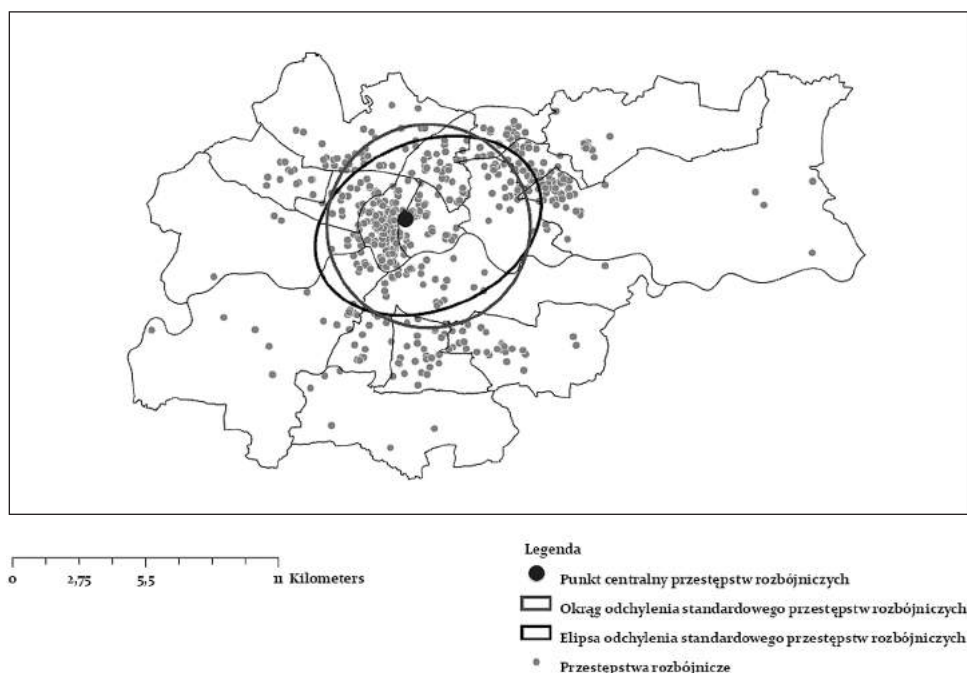 0 2,75 5,5 11 Kilometers
Legenda
Punkt centralny przestępstw rozbójniczych
Okrąg odchylenia standardowego przestępstw rozbójniczych
Elipsa odchylenia standardowego przestępstw rozbójniczych
Przestępstwa rozbójnicze